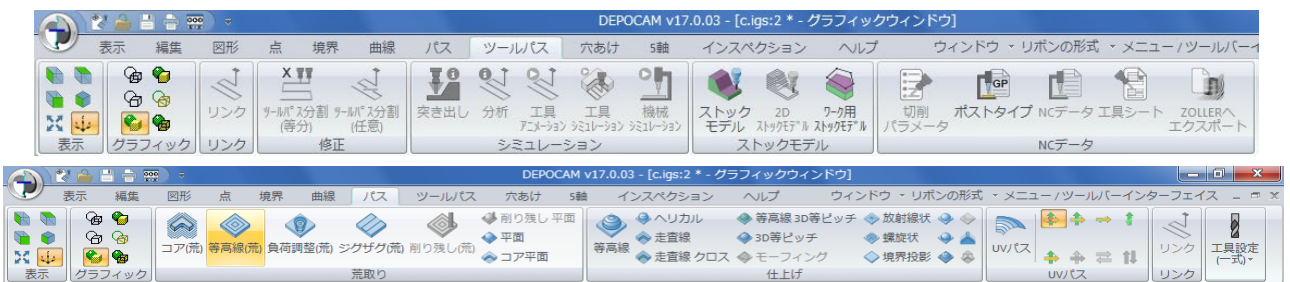 DEPOCAM v17.0.03 - [c.igs:2 * - グラフィックウィンドウ]
表示 編集 図形 点 境界 曲線 パス ツールパス 穴あけ 5軸 インスペクション ヘルプ ウィンドウ リボンの形式 メニュー / ツールバーイ
リンク ﾂｰﾙﾊﾟｽ分割 ﾂｰﾙﾊﾟｽ分割 突き出し 分析 工具 工具 機械 ストック 2D ﾜｰｸ用 切削 ポストタイプ NCデータ 工具シート ZOLLERへ
(等分) (任意) ｱﾆﾒｰｼｮﾝ ｼﾐｭﾚｰｼｮﾝ ｼﾐｭﾚｰｼｮﾝ モデル ｽﾄｯｸﾓﾃﾞﾙ ｽﾄｯｸﾓﾃﾞﾙ パラメータ エクスポート
表示 グラフィック リンク 修正 シミュレーション ストックモデル NCデータ
DEPOCAM v17.0.03 - [c.igs:2 * - グラフィックウィンドウ]
表示 編集 図形 点 境界 曲線 パス ツールパス 穴あけ 5軸 インスペクション ヘルプ ウィンドウ リボンの形式 メニュー / ツールバーインターフェイス
削り残し 平面 ヘリカル 等高線 3D等ピッチ 放射線状
コア(荒) 等高線(荒) 負荷調整(荒) ジグザグ(荒) 削り残し(荒) 平面 等高線 走査線 3D等ピッチ 螺旋状 UVパス リンク 工具設定
コア平面 走査線 クロス モーフィング 境界投影 (一式)
表示 グラフィック 荒取り 仕上げ UVパス リンク